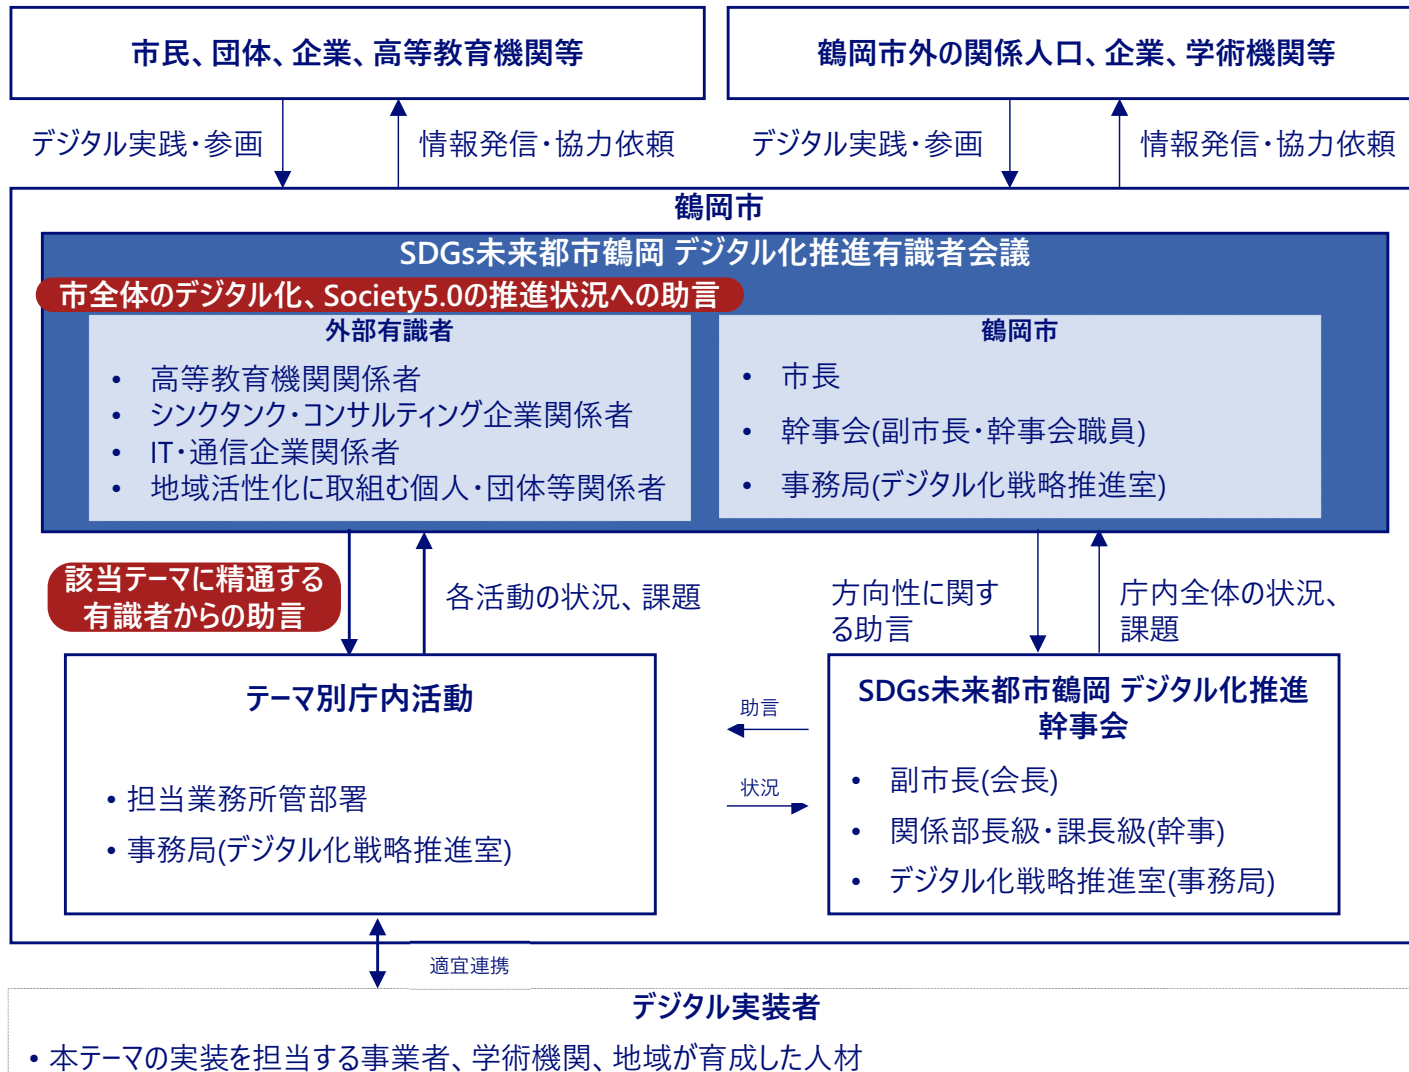 市民、団体、企業、高等教育機関等
鶴岡市外の関係人口、企業、学術機関等
デジタル実践・参画
情報発信・協力依頼
デジタル実践・参画
情報発信・協力依頼
鶴岡市
SDGs未来都市鶴岡 デジタル化推進有識者会議
市全体のデジタル化、Society5.0の推進状況への助言
外部有識者
• 高等教育機関関係者
• シンクタンク・コンサルティング企業関係者
• IT・通信企業関係者
• 地域活性化に取組む個人・団体等関係者
鶴岡市
• 市長
• 幹事会(副市長・幹事会職員)
• 事務局(デジタル化戦略推進室)
該当テーマに精通する
有識者からの助言
各活動の状況、課題
方向性に関す
る助言
庁内全体の状況、
課題
テーマ別庁内活動
• 担当業務所管部署
• 事務局(デジタル化戦略推進室)
助言
状況
SDGs未来都市鶴岡 デジタル化推進
幹事会
• 副市長(会長)
• 関係部長級・課長級(幹事)
• デジタル化戦略推進室(事務局)
適宜連携
デジタル実装者
• 本テーマの実装を担当する事業者、学術機関、地域が育成した人材